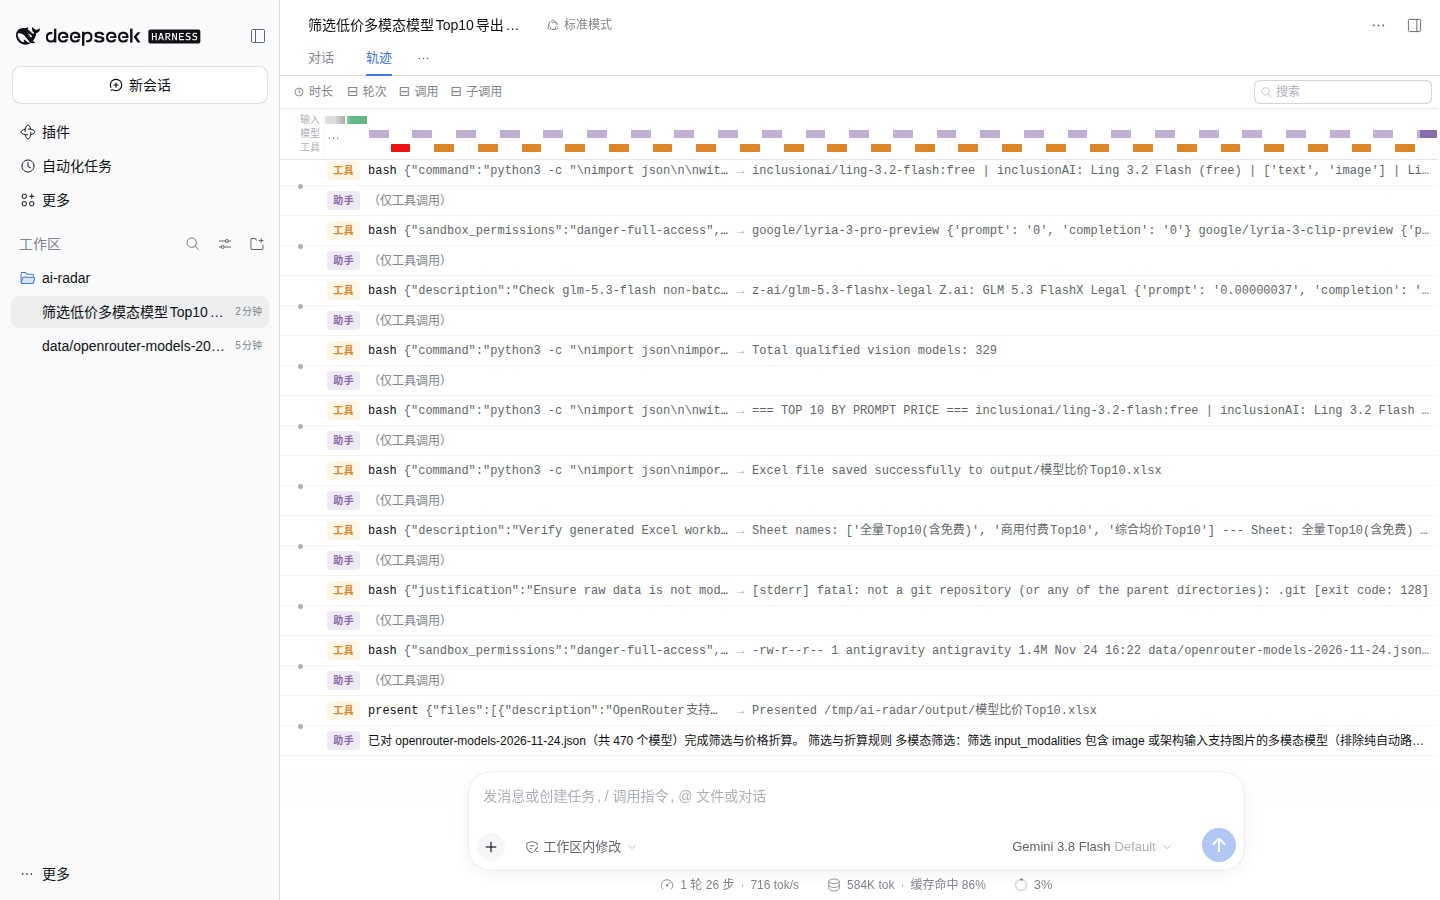 deepseek HARNESS
新会话
插件
自动化任务
更多
工作区
ai-radar
筛选低价多模态模型Top10... 2分钟
data/openrouter-models-20... 5分钟
... 更多
筛选低价多模态模型Top10导出... 标准模式 ...
对话 轨迹 ...
时长 轮次 调用 子调用 搜索
输入
模型 ...
工具
工具 bash {"command":"python3 -c "\nimport json\n\nwit… → inclusionai/ling-3.2-flash:free | inclusionAI: Ling 3.2 Flash (free) | ['text', 'image'] | Li…
助手 （仅工具调用）
工具 bash {"sandbox_permissions":"danger-full-access",… → google/lyria-3-pro-preview {'prompt': '0', 'completion': '0'} google/lyria-3-clip-preview {'p…
助手 （仅工具调用）
工具 bash {"description":"Check glm-5.3-flash non-batc… → z-ai/glm-5.3-flashx-legal Z.ai: GLM 5.3 FlashX Legal {'prompt': '0.00000037', 'completion': '…
助手 （仅工具调用）
工具 bash {"command":"python3 -c "\nimport json\nimpor… → Total qualified vision models: 329
助手 （仅工具调用）
工具 bash {"command":"python3 -c "\nimport json\n\nwit… → === TOP 10 BY PROMPT PRICE === inclusionai/ling-3.2-flash:free | inclusionAI: Ling 3.2 Flash …
助手 （仅工具调用）
工具 bash {"command":"python3 -c "\nimport json\nimpor… → Excel file saved successfully to output/模型比价Top10.xlsx
助手 （仅工具调用）
工具 bash {"description":"Verify generated Excel workb… → Sheet names: ['全量Top10(含免费)', '商用付费Top10', '综合均价Top10'] --- Sheet: 全量Top10(含免费) …
助手 （仅工具调用）
工具 bash {"justification":"Ensure raw data is not mod… → [stderr] fatal: not a git repository (or any of the parent directories): .git [exit code: 128]
助手 （仅工具调用）
工具 bash {"sandbox_permissions":"danger-full-access",… → -rw-r--r-- 1 antigravity antigravity 1.4M Nov 24 16:22 data/openrouter-models-2026-11-24.json…
助手 （仅工具调用）
工具 present {"files":[{"description":"OpenRouter支持… → Presented /tmp/ai-radar/output/模型比价Top10.xlsx
助手 已对 openrouter-models-2026-11-24.json（共 470 个模型）完成筛选与价格折算。 筛选与折算规则 多模态筛选：筛选 input_modalities 包含 image 或架构输入支持图片的多模态模型（排除纯自动路…
发消息或创建任务, / 调用指令, @ 文件或对话
工作区内修改 Gemini 3.8 Flash Default
1 轮 26 步 · 716 tok/s 584K tok · 缓存命中 86% 3%